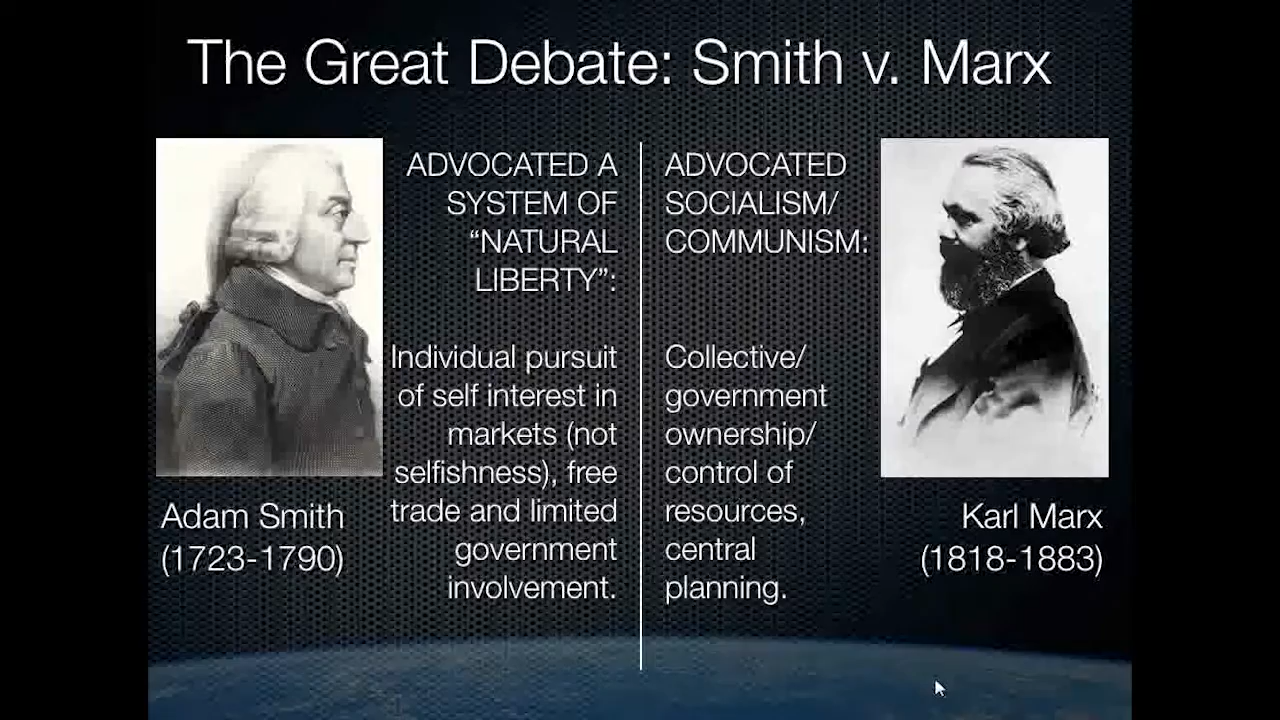 The Great Debate: Smith v. Marx
ADVOCATED A
SYSTEM OF
“NATURAL
LIBERTY”:
Individual pursuit
of self interest in
markets (not
selfishness), free
trade and limited
government
involvement.
Adam Smith
(1723-1790)
ADVOCATED
SOCIALISM/
COMMUNISM:
Collective/
government
ownership/
control of
resources,
central
planning.
Karl Marx
(1818-1883)